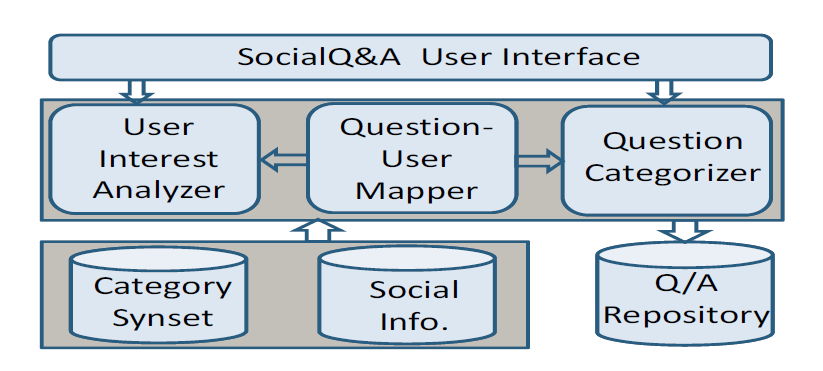 SocialQ&A User Interface
User
Interest
Analyzer
Question-
User
Mapper
Question
Categorizer
Category
Synset
Social
Info.
Q/A
Repository